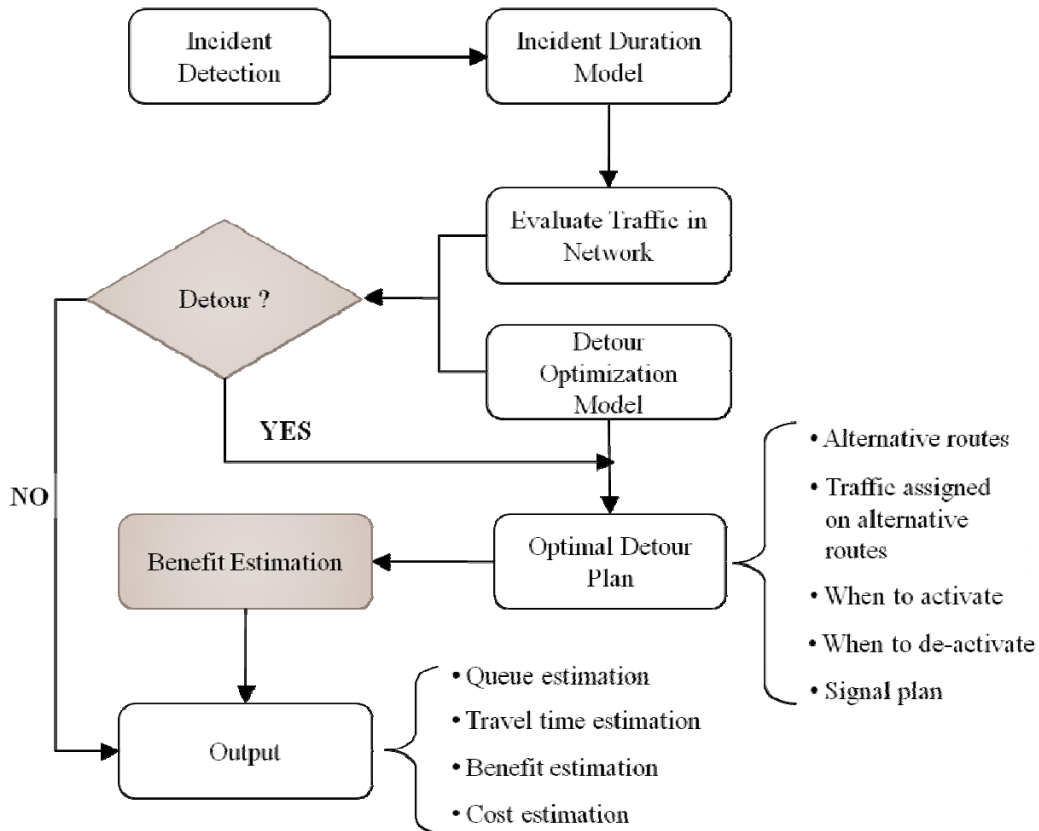 Incident
Detection
Incident Duration
Model
Evaluate Traffic in
Network
Detour ?
Detour
Optimization
Model
YES
NO
• Alternative routes
• Traffic assigned
on alternative
routes
• When to activate
• When to de-activate
• Signal plan
Benefit Estimation
Optimal Detour
Plan
Output
• Queue estimation
• Travel time estimation
• Benefit estimation
• Cost estimation